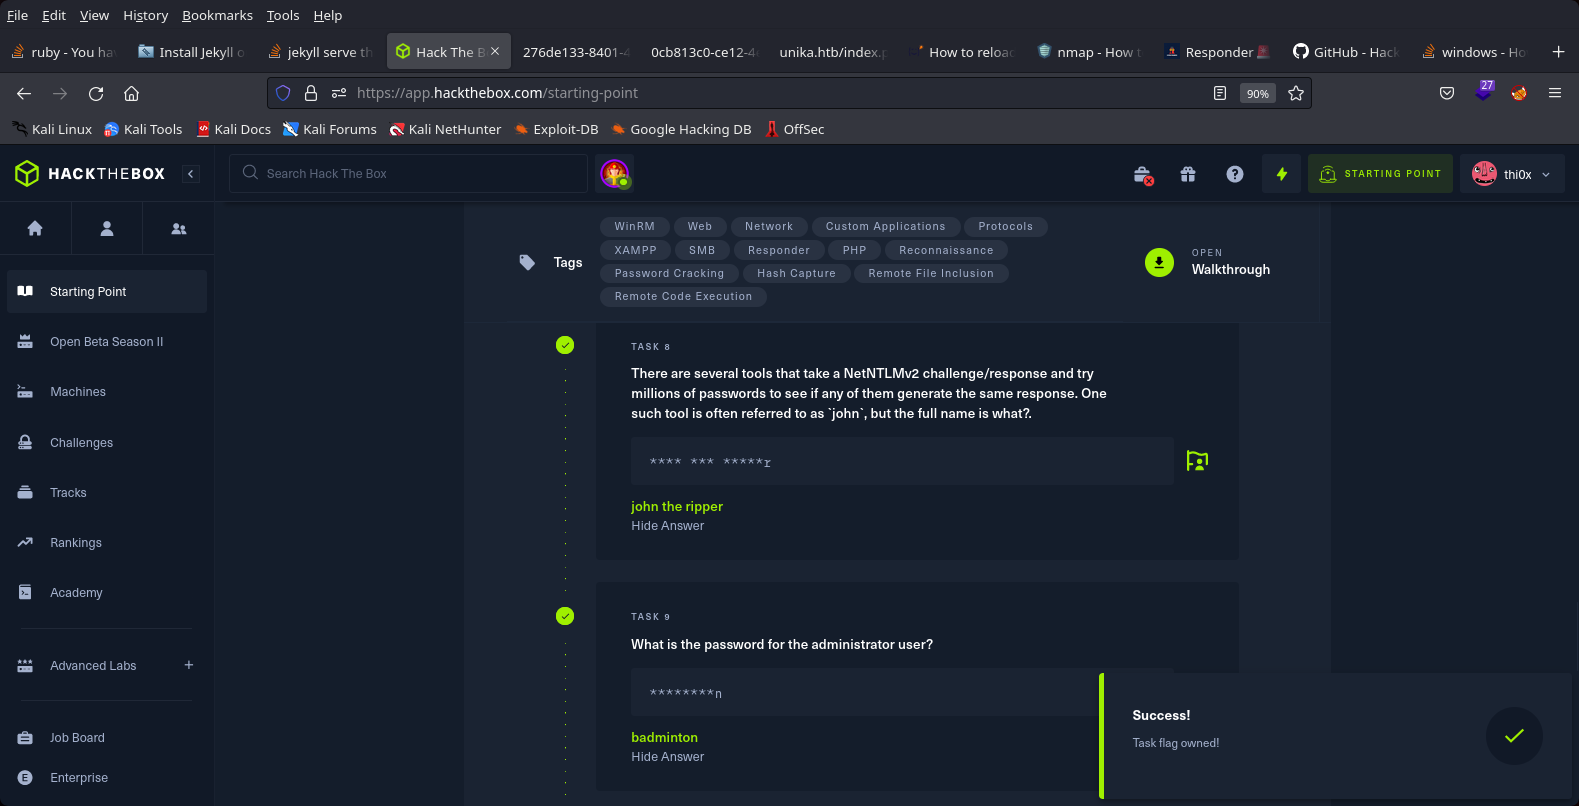 File Edit View History Bookmarks Tools Help
ruby - You ha
Install Jekyll o
jekyll serve th
Hack The B
276de133-8401-4
0cb813c0-ce12-4
unika.htb/index.p
How to reload
nmap - How t
Responder
GitHub - Hack
windows - Ho
https://app.hackthebox.com/starting-point
90%
27
Kali Linux
Kali Tools
Kali Docs
Kali Forums
Kali NetHunter
Exploit-DB
Google Hacking DB
OffSec
HACKTHEBOX
Search Hack The Box
STARTING POINT
thi0x
Starting Point
Open Beta Season II
Machines
Challenges
Tracks
Rankings
Academy
Advanced Labs
Job Board
E
Enterprise
Tags
WinRM Web Network Custom Applications Protocols
XAMPP SMB Responder PHP Reconnaissance
Password Cracking Hash Capture Remote File Inclusion
Remote Code Execution
OPEN
Walkthrough
TASK 8
There are several tools that take a NetNTLMv2 challenge/response and try
millions of passwords to see if any of them generate the same response. One
such tool is often referred to as `john`, but the full name is what?.
**** *** *****r
john the ripper
Hide Answer
TASK 9
What is the password for the administrator user?
********n
badminton
Hide Answer
Success!
Task flag owned!